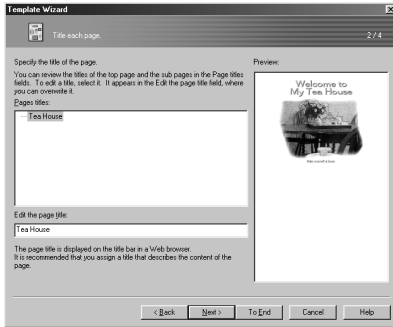 Template Wizard
Title each page.
2 / 4
Specify the title of the page.
You can review the titles of the top page and the sub pages in the Page titles
fields. To edit a title, select it. It appears in the Edit the page title field, where
you can overwrite it.
Pages titles:
Tea House
Edit the page title:
Tea House
The page title is displayed on the title bar in a Web browser.
It is recommended that you assign a title that describes the content of the
page.
Preview:
Welcome to
My Tea House
< Back
Next >
To End
Cancel
Help